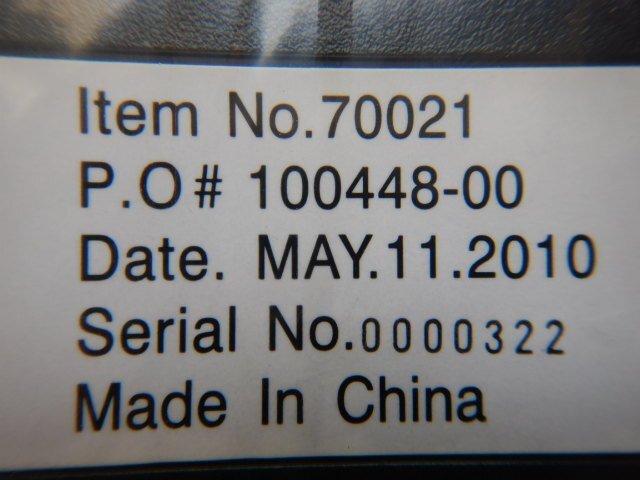 Item No.70021
P.O# 100448-00
Date. MAY.11.2010
Serial No.0000322
Made In China